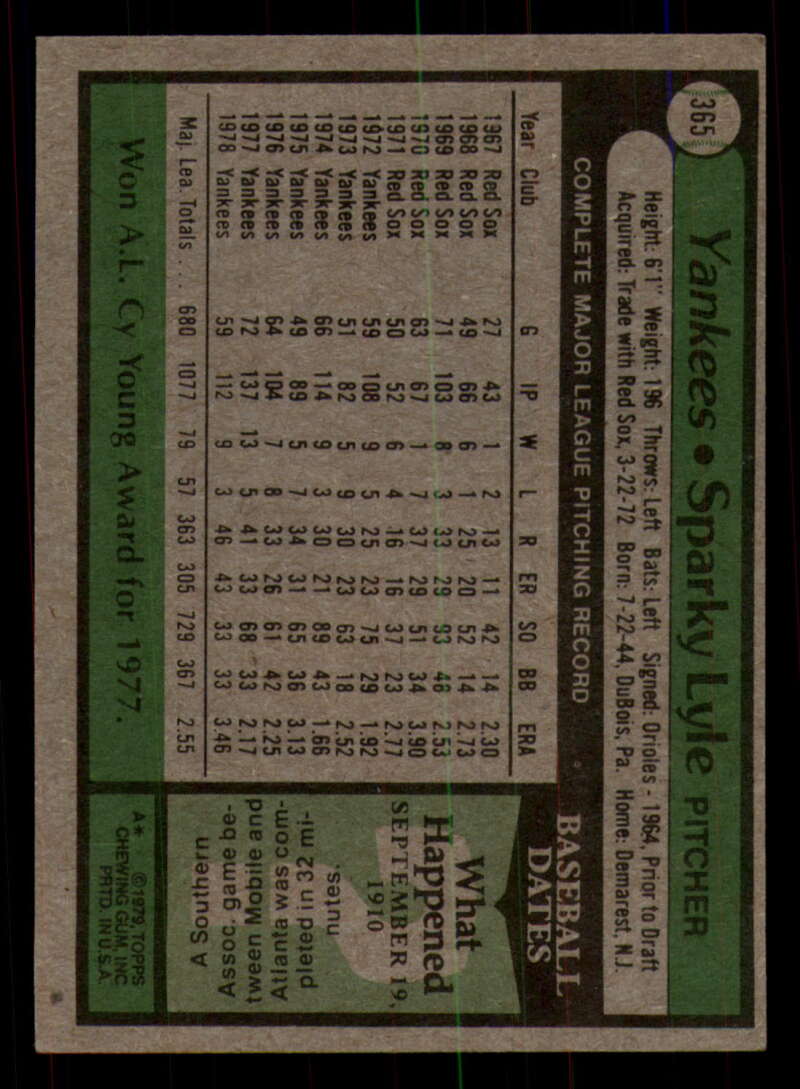 365
Yankees • Sparky Lyle PITCHER
Height: 6'1" Weight: 196 Throws: Left Bats: Left Signed: Orioles - 1964, Prior to Draft
Acquired: Trade with Red Sox, 3-22-72 Born: 7-22-44, DuBois, Pa. Home: Demarest, N.J.
COMPLETE MAJOR LEAGUE PITCHING RECORD
Year Club G IP W L R ER SO BB ERA
1967 Red Sox 27 43 1 2 13 11 42 14 2.30
1968 Red Sox 49 66 6 1 25 20 52 14 2.73
1969 Red Sox 71 103 8 3 33 29 93 48 2.53
1970 Red Sox 63 67 1 7 37 29 51 34 3.90
1971 Red Sox 50 52 6 4 16 16 37 23 2.77
1972 Yankees 59 108 9 5 25 23 75 29 1.92
1973 Yankees 51 82 5 9 30 23 63 18 2.52
1974 Yankees 66 114 9 3 30 21 89 43 1.66
1975 Yankees 49 89 5 7 34 31 65 36 3.13
1976 Yankees 64 104 7 8 33 26 61 42 2.25
1977 Yankees 72 137 13 5 41 33 68 33 2.17
1978 Yankees 59 112 9 3 46 43 33 33 3.46
Maj. Lea. Totals . . . 680 1077 79 57 363 305 729 367 2.55
Won A.L. Cy Young Award for 1977.
BASEBALL
DATES
What
Happened
SEPTEMBER 19,
1910
A Southern
Assoc. game be-
tween Mobile and
Atlanta was com-
pleted in 32 mi-
nutes.
A* © 1979, TOPPS
CHEWING GUM, INC.
PRTD. IN U.S.A.